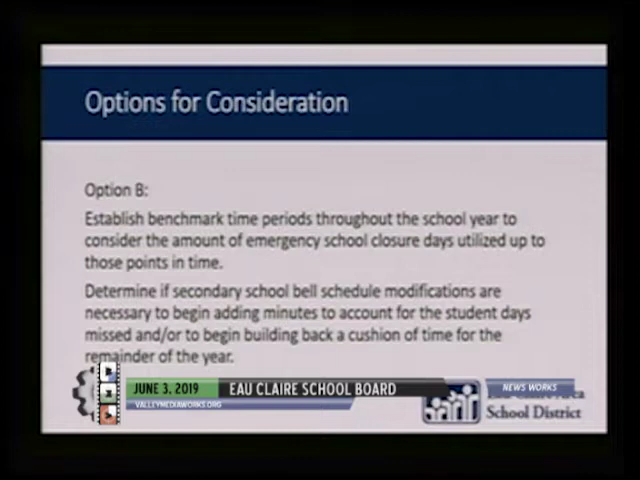 Options for Consideration
Option B:
Establish benchmark time periods throughout the school year to
consider the amount of emergency school closure days utilized up to
those points in time.
Determine if secondary school bell schedule modifications are
necessary to begin adding minutes to account for the student days
missed and/or to begin building back a cushion of time for the
remainder of the year.
JUNE 3, 2019 EAU CLAIRE SCHOOL BOARD NEWS WORKS
VALLEYMEDIAWORKS.ORG
Eau Claire Area
School District